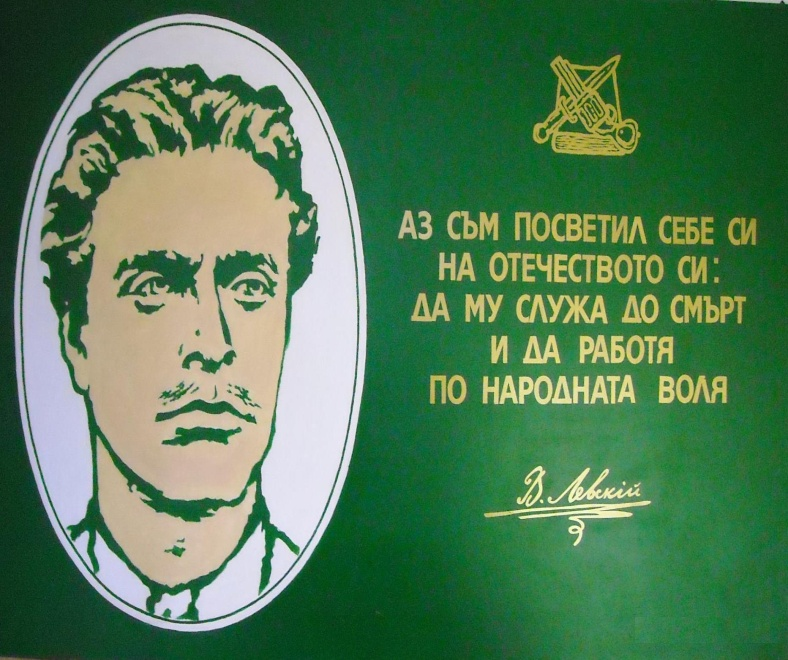 АЗ СЪМ ПОСВЕТИЛ СЕБЕ СИ
НА ОТЕЧЕСТВОТО СИ:
ДА МУ СЛУЖА ДО СМЪРТ
И ДА РАБОТЯ
ПО НАРОДНАТА ВОЛЯ
В. Левскій